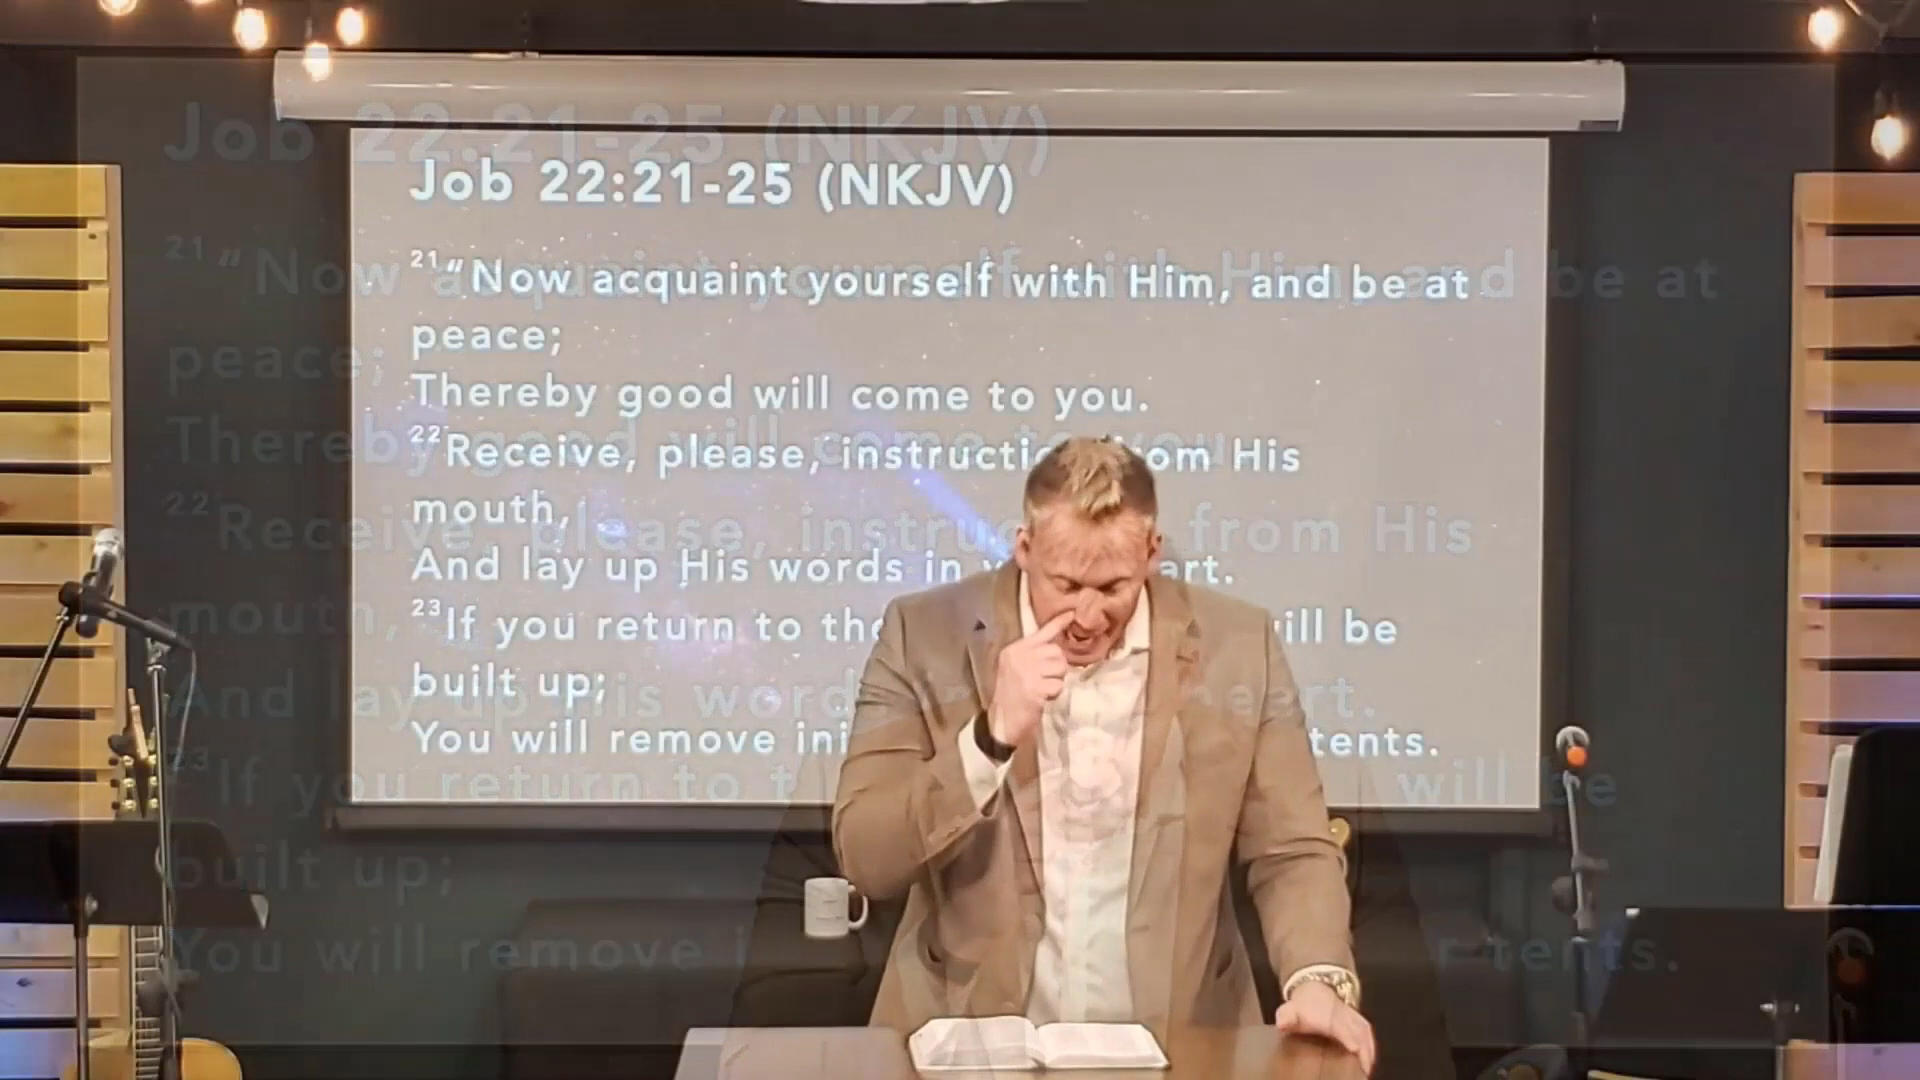 Job 22:21-25 (NKJV)
21“Now acquaint yourself with Him, and be at
peace;
Thereby good will come to you.
22Receive, please, instruction from His
mouth,
And lay up His words in heart.
23If you return to the will be
built up;
You will remove tents.